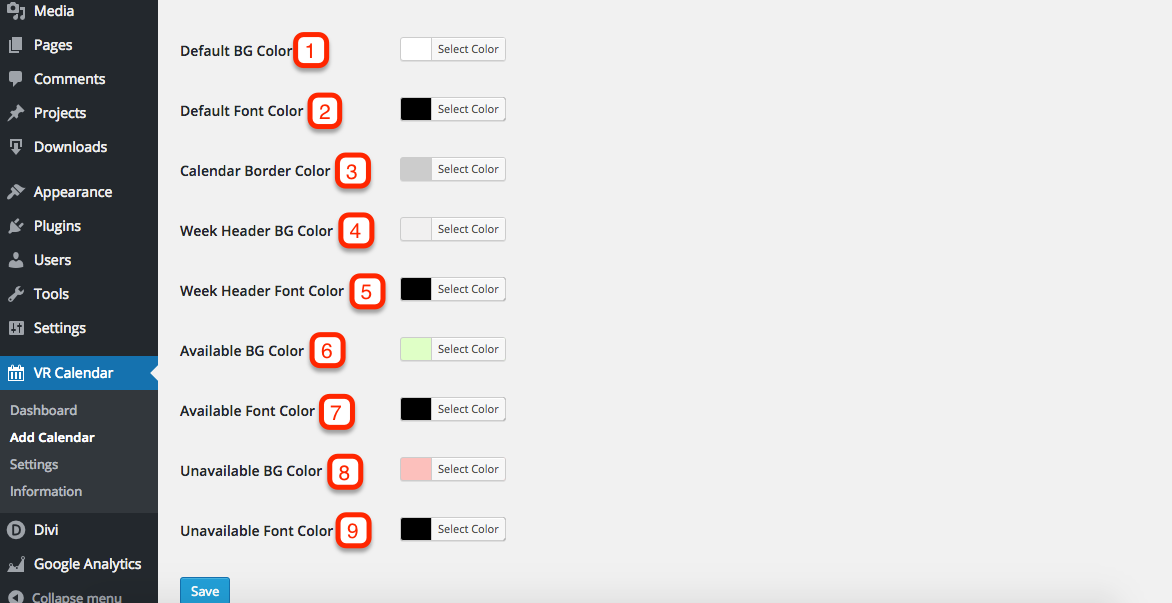 Media
Pages
Comments
Projects
Downloads
Appearance
Plugins
Users
Tools
Settings
VR Calendar
Dashboard
Add Calendar
Settings
Information
Divi
Google Analytics
Collapse menu
Default BG Color 1 Select Color
Default Font Color 2 Select Color
Calendar Border Color 3 Select Color
Week Header BG Color 4 Select Color
Week Header Font Color 5 Select Color
Available BG Color 6 Select Color
Available Font Color 7 Select Color
Unavailable BG Color 8 Select Color
Unavailable Font Color 9 Select Color
Save